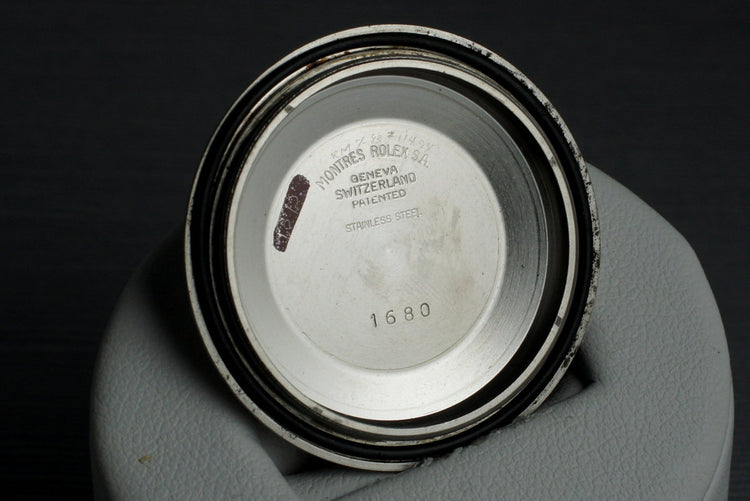 MONTRES ROLEX S.A.
GENEVA
SWITZERLAND
PATENTED
STAINLESS STEEL
1680